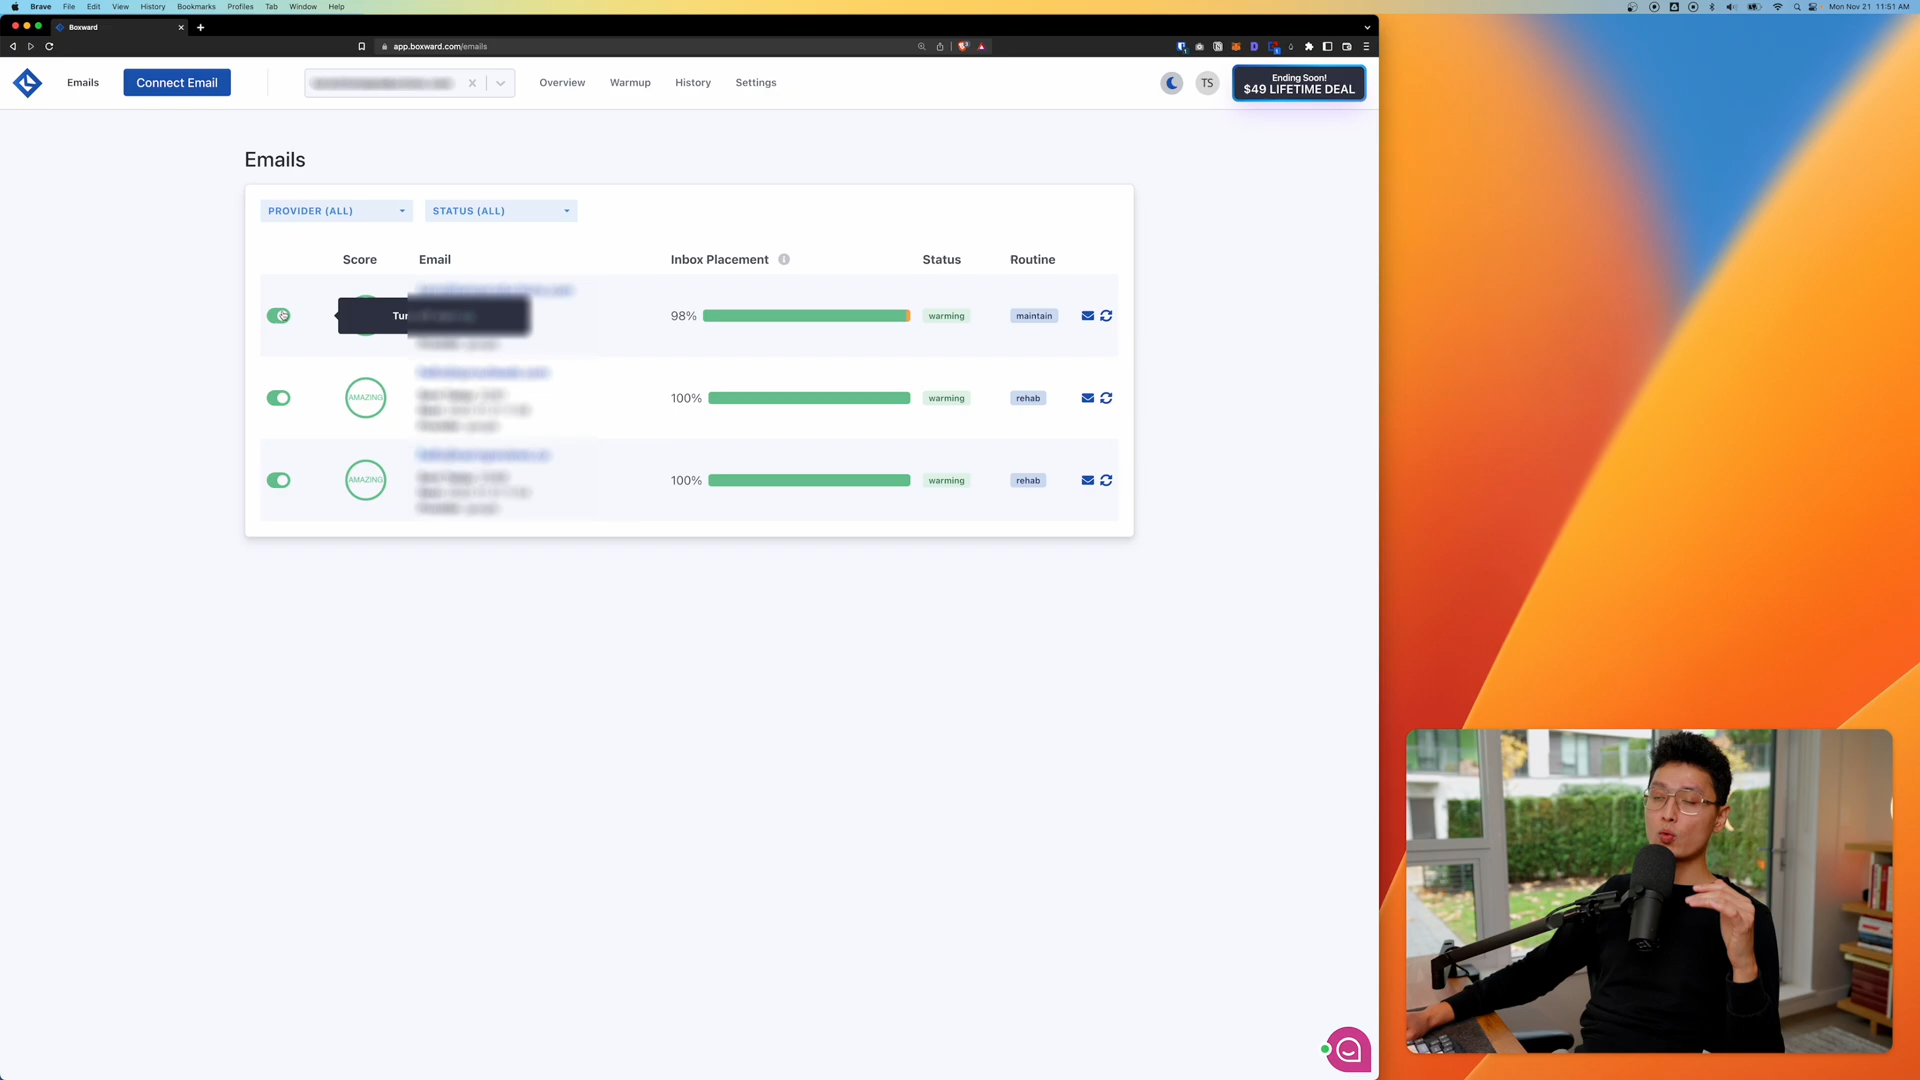 Brave File Edit View History Bookmarks Profiles Tab Window Help
Mon Nov 21 11:51 AM
Boxward
app.boxward.com/emails
Emails
Connect Email
Overview
Warmup
History
Settings
TS
Ending Soon!
$49 LIFETIME DEAL
Emails
PROVIDER (ALL)
STATUS (ALL)
Score Email Inbox Placement Status Routine
98% warming maintain
AMAZING 100% warming rehab
AMAZING 100% warming rehab